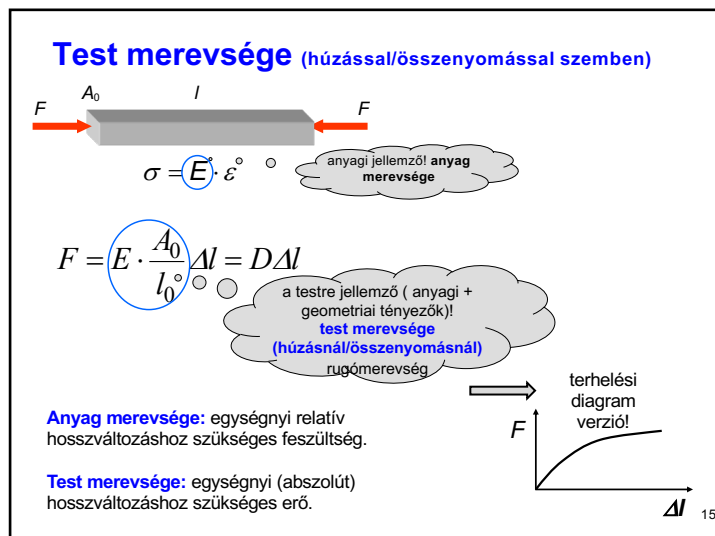 Test merevsége (húzással/összenyomással szemben)
A₀ l
F F
σ = E · ε
anyagi jellemző! anyag
merevsége
F = E · A₀/l₀ Δl = DΔl
a testre jellemző ( anyagi +
geometriai tényezők)!
test merevsége
(húzásnál/összenyomásnál)
rugómerevség
terhelési
diagram
verzió!
F
Δl
Anyag merevsége: egységnyi relatív
hosszváltozáshoz szükséges feszültség.
Test merevsége: egységnyi (abszolút)
hosszváltozáshoz szükséges erő.
15